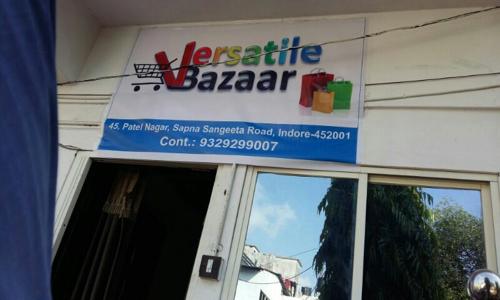 Versatile
Bazaar
45, Patel Nagar, Sapna Sangeeta Road, Indore-452001
Cont.: 9329299007